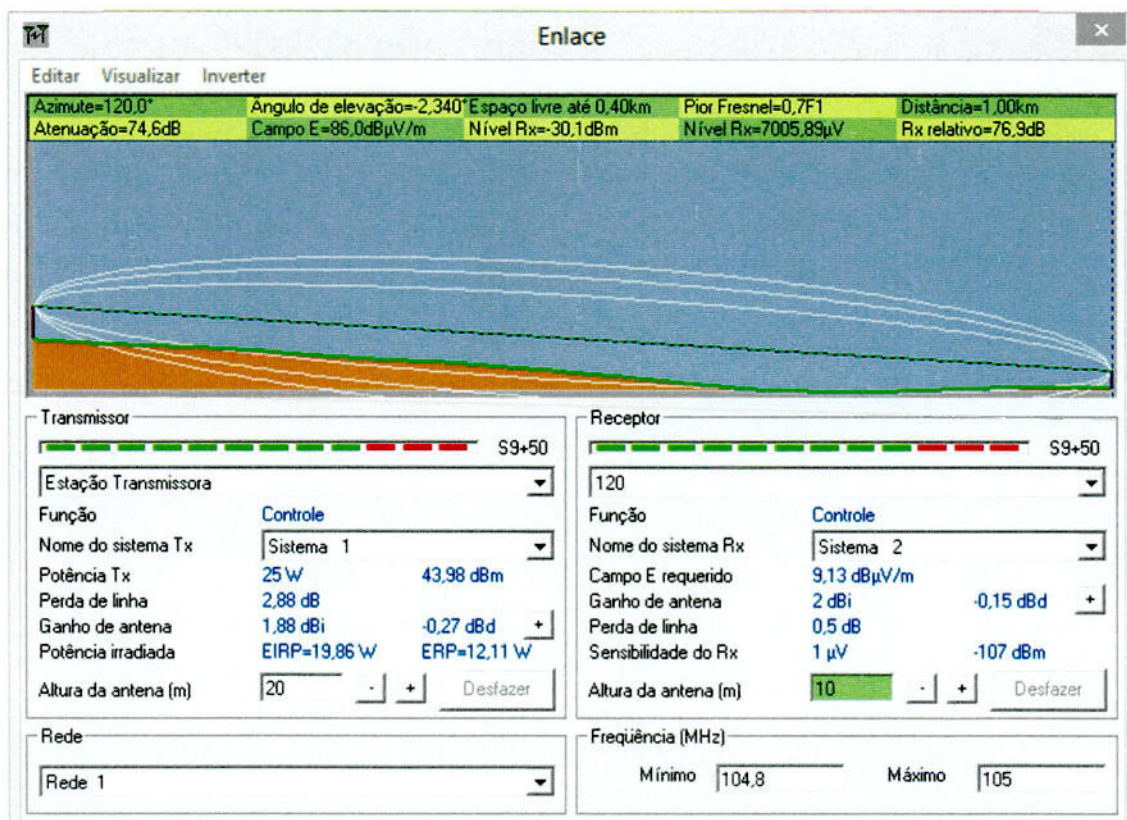 Enlace
Editar Visualizar Inverter
Azimute=120,0° Ângulo de elevação=-2,340° Espaço livre até 0,40km Pior Fresnel=0,7F1 Distância=1,00km
Atenuação=74,6dB Campo E=86,0dBµV/m Nível Rx=-30,1dBm Nível Rx=7005,89µV Rx relativo=76,9dB
Transmissor
S9+50
Estação Transmissora
Função Controle
Nome do sistema Tx Sistema 1
Potência Tx 25 W 43,98 dBm
Perda de linha 2,88 dB
Ganho de antena 1,88 dBi -0,27 dBd +
Potência irradiada EIRP=19,86 W ERP=12,11 W
Altura da antena (m) 20 - + Desfazer
Rede
Rede 1
Receptor
S9+50
120
Função Controle
Nome do sistema Rx Sistema 2
Campo E requerido 9,13 dBµV/m
Ganho de antena 2 dBi -0,15 dBd +
Perda de linha 0,5 dB
Sensibilidade do Rx 1 µV -107 dBm
Altura da antena (m) 10 - + Desfazer
Freqüência (MHz)
Mínimo 104,8 Máximo 105